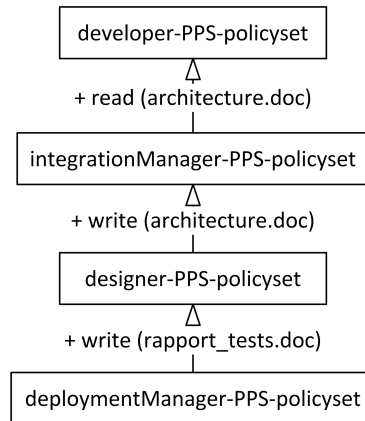 developer-PPS-policyset
+ read (architecture.doc)
integrationManager-PPS-policyset
+ write (architecture.doc)
designer-PPS-policyset
+ write (rapport_tests.doc)
deploymentManager-PPS-policyset